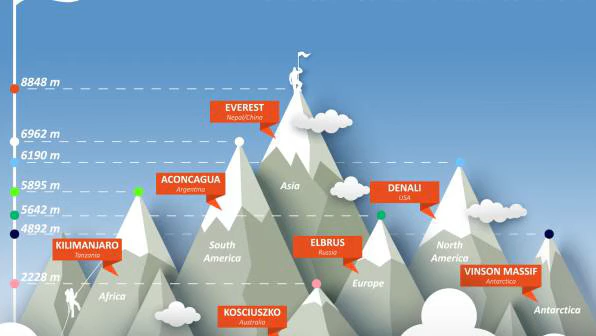 8848 m
EVEREST
Nepal/China
6962 m
6190 m
ACONCAGUA
Argentina
Asia
DENALI
USA
5895 m
5642 m
4892 m
KILIMANJARO
Tanzania
South
America
ELBRUS
Russia
North
America
VINSON MASSIF
Antarctica
2228 m
Africa
Europe
KOSCIUSZKO
Australia
Antarctica